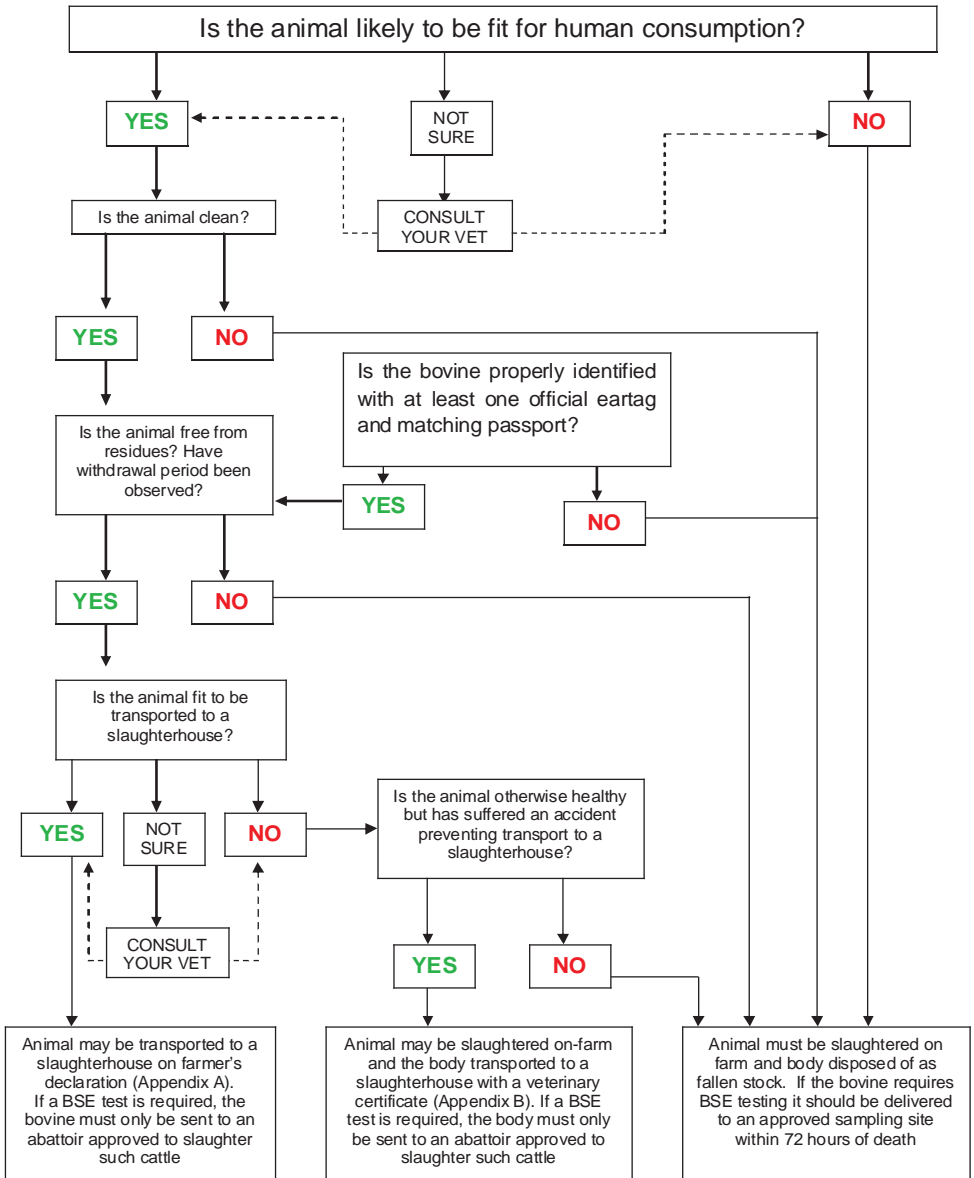 Is the animal likely to be fit for human consumption?
YES
NOT
SURE
NO
Is the animal clean?
CONSULT
YOUR VET
YES
NO
Is the bovine properly identified
with at least one official eartag
and matching passport?
Is the animal free from
residues? Have
withdrawal period been
observed?
YES
NO
YES
NO
Is the animal fit to be
transported to a
slaughterhouse?
YES
NOT
SURE
NO
Is the animal otherwise healthy
but has suffered an accident
preventing transport to a
slaughterhouse?
CONSULT
YOUR VET
YES
NO
Animal may be transported to a
slaughterhouse on farmer's
declaration (Appendix A).
If a BSE test is required, the
bovine must only be sent to an
abattoir approved to slaughter
such cattle
Animal may be slaughtered on-farm
and the body transported to a
slaughterhouse with a veterinary
certificate (Appendix B). If a BSE
test is required, the body must only
be sent to an abattoir approved to
slaughter such cattle
Animal must be slaughtered on
farm and body disposed of as
fallen stock.  If the bovine requires
BSE testing it should be delivered
to an approved sampling site
within 72 hours of death